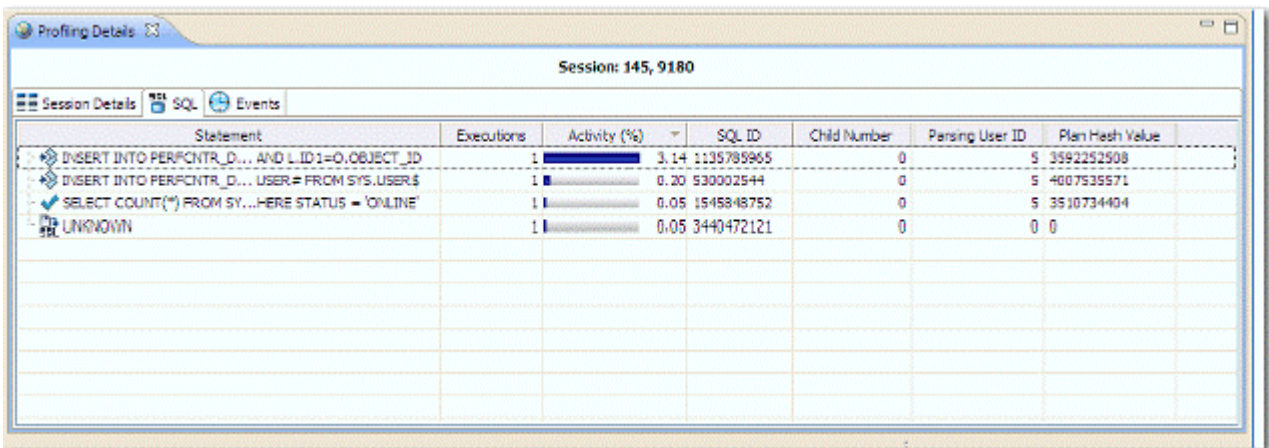 Profiling Details
Session: 145, 9180
Session Details SQL Events
Statement Executions Activity (%) SQL ID Child Number Parsing User ID Plan Hash Value
INSERT INTO PERFCNTR_D... AND L.ID1=O.OBJECT_ID 1 3.14 1135785965 0 5 3592252508
INSERT INTO PERFCNTR_D... USER# FROM SYS.USER$ 1 0.20 530002544 0 5 4007535571
SELECT COUNT(*) FROM SY...HERE STATUS = 'ONLINE' 1 0.05 1545848752 0 5 3510734404
UNKNOWN 1 0.05 3440472121 0 0 0